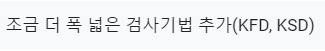 조금 더 폭 넓은 검사기법 추가(KFD, KSD)